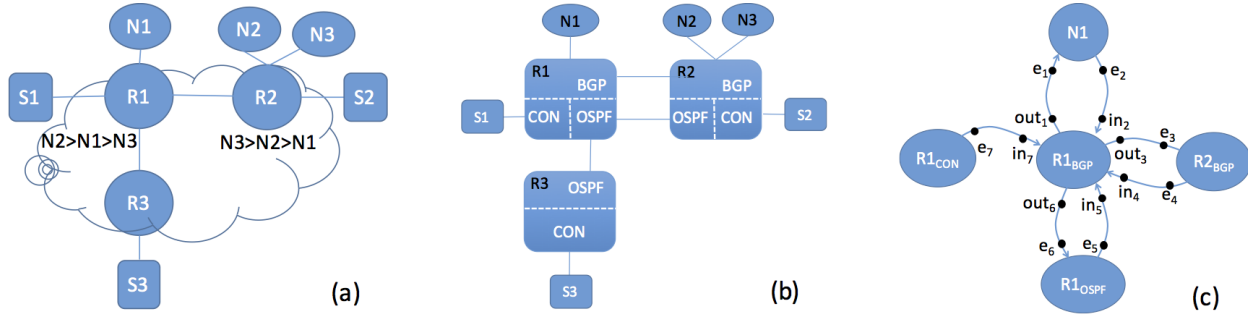 N1
N2
N3
S1
R1
R2
S2
N2>N1>N3
N3>N2>N1
R3
S3
(a)
N1
N2
N3
R1
BGP
R2
BGP
S1
CON
OSPF
OSPF
CON
S2
R3
OSPF
CON
S3
(b)
N1
e1
e2
out1
in2
R1CON
e7
in7
R1BGP
out3
e3
R2BGP
in4
e4
out6
in5
e6
e5
R1OSPF
(c)